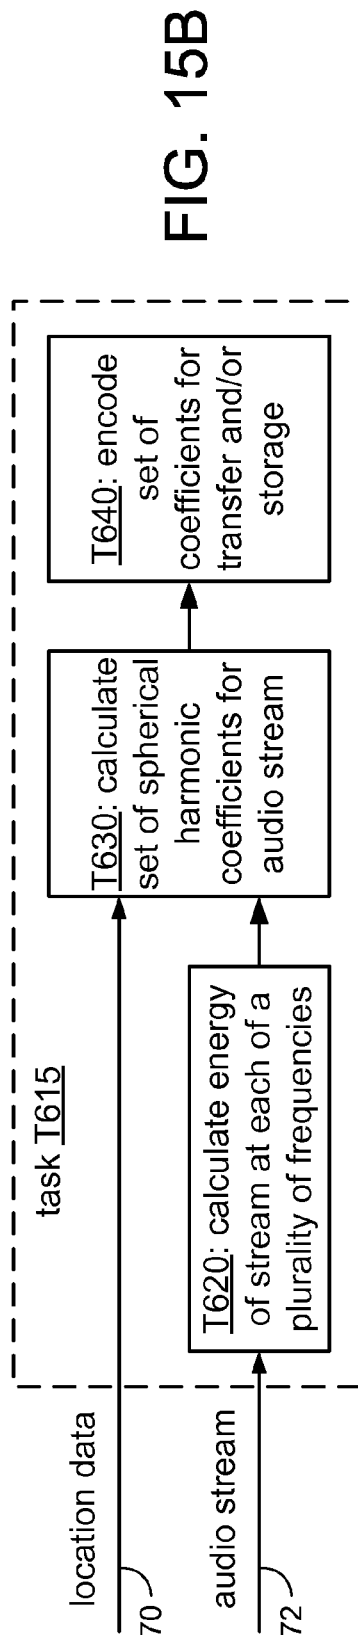 FIG. 15B
task T615
location data
70
audio stream
72
T620: calculate energy
of stream at each of a
plurality of frequencies
T630: calculate
set of spherical
harmonic
coefficients for
audio stream
T640: encode
set of
coefficients for
transfer and/or
storage